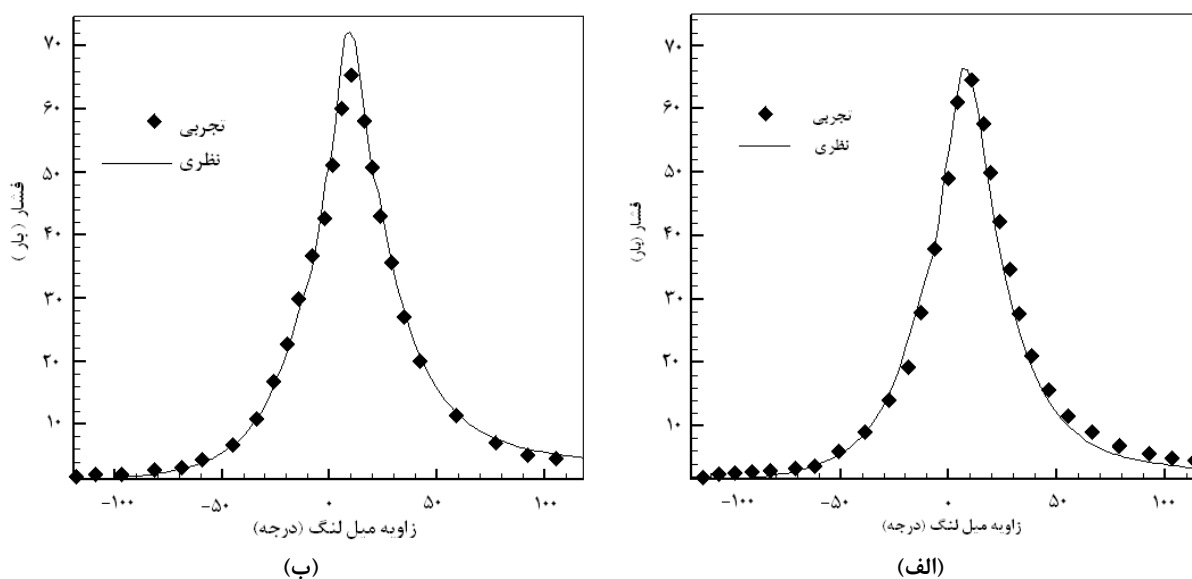 ۷۰
۶۰
۵۰
۴۰
۳۰
۲۰
۱۰
تجربی
نظری
فشار (بار)
-۱۰۰ -۵۰ ۰ ۵۰ ۱۰۰
زاویه میل لنگ (درجه)
(الف)
۷۰
۶۰
۵۰
۴۰
۳۰
۲۰
۱۰
تجربی
نظری
فشار (بار )
-۱۰۰ -۵۰ ۰ ۵۰ ۱۰۰
زاویه میل لنگ (درجه)
(ب)